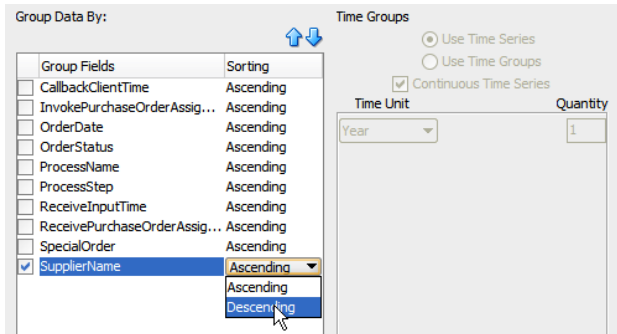 Group Data By:
Group Fields Sorting
CallbackClientTime Ascending
InvokePurchaseOrderAssig... Ascending
OrderDate Ascending
OrderStatus Ascending
ProcessName Ascending
ProcessStep Ascending
ReceiveInputTime Ascending
ReceivePurchaseOrderAssig... Ascending
SpecialOrder Ascending
SupplierName Ascending
Ascending
Descending
Time Groups
Use Time Series
Use Time Groups
Continuous Time Series
Time Unit Quantity
Year 1